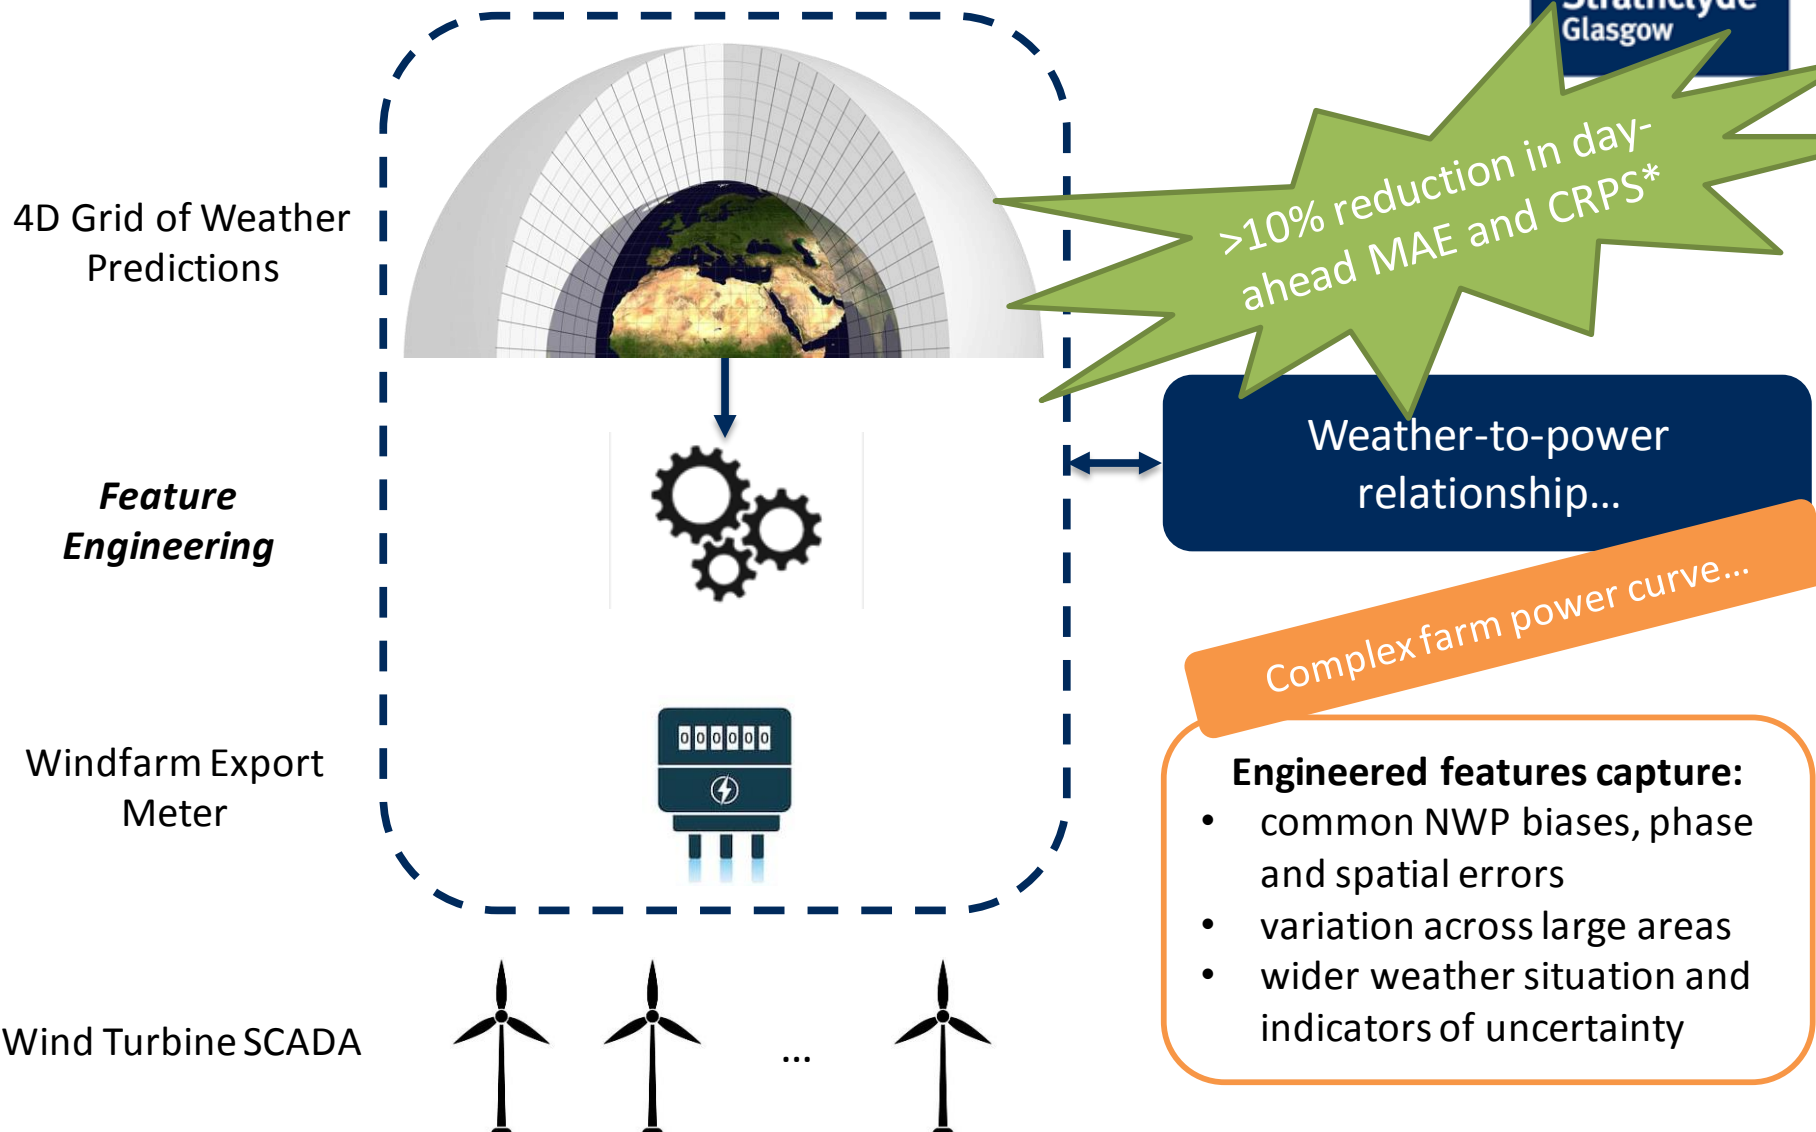 Strathclyde
Glasgow
>10% reduction in day-
ahead MAE and CRPS*
4D Grid of Weather
Predictions
Weather-to-power
relationship…
Feature
Engineering
Complex farm power curve…
000000
Windfarm Export
Meter
Engineered features capture:
• common NWP biases, phase
and spatial errors
• variation across large areas
• wider weather situation and
indicators of uncertainty
Wind Turbine SCADA
...